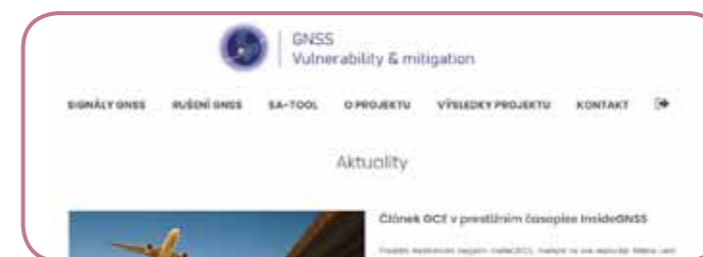 GNSS
Vulnerability & mitigation
SIGNÁLY GNSS RUŠENÍ GNSS SA-TOOL O PROJEKTU VÝSLEDKY PROJEKTU KONTAKT
Aktuality
Článek GCE v prestižním časopise InsideGNSS